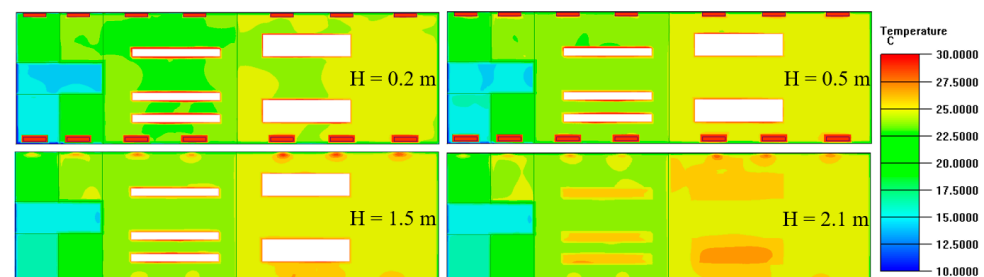 H = 0.2 m
H = 0.5 m
H = 1.5 m
H = 2.1 m
Temperature
C
30.0000
27.5000
25.0000
22.5000
20.0000
17.5000
15.0000
12.5000
10.0000